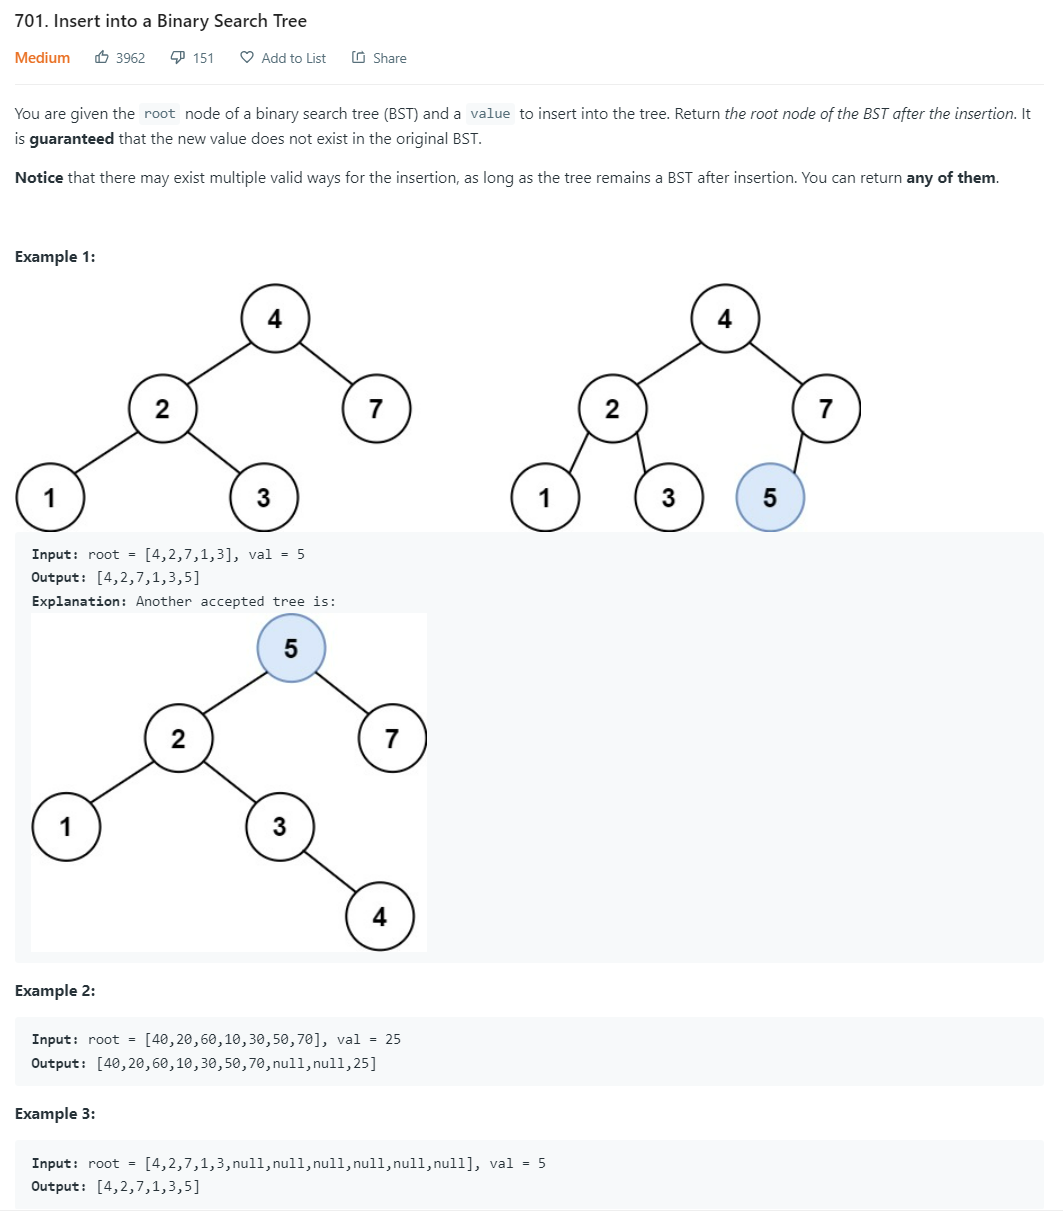 701. Insert into a Binary Search Tree
Medium 3962 151 Add to List Share
You are given the root node of a binary search tree (BST) and a value to insert into the tree. Return the root node of the BST after the insertion. It
is guaranteed that the new value does not exist in the original BST.
Notice that there may exist multiple valid ways for the insertion, as long as the tree remains a BST after insertion. You can return any of them.
Example 1:
4 4
2 7 2 7
1 3 1 3 5
Input: root = [4,2,7,1,3], val = 5
Output: [4,2,7,1,3,5]
Explanation: Another accepted tree is:
5
2 7
1 3
4
Example 2:
Input: root = [40,20,60,10,30,50,70], val = 25
Output: [40,20,60,10,30,50,70,null,null,25]
Example 3:
Input: root = [4,2,7,1,3,null,null,null,null,null,null], val = 5
Output: [4,2,7,1,3,5]